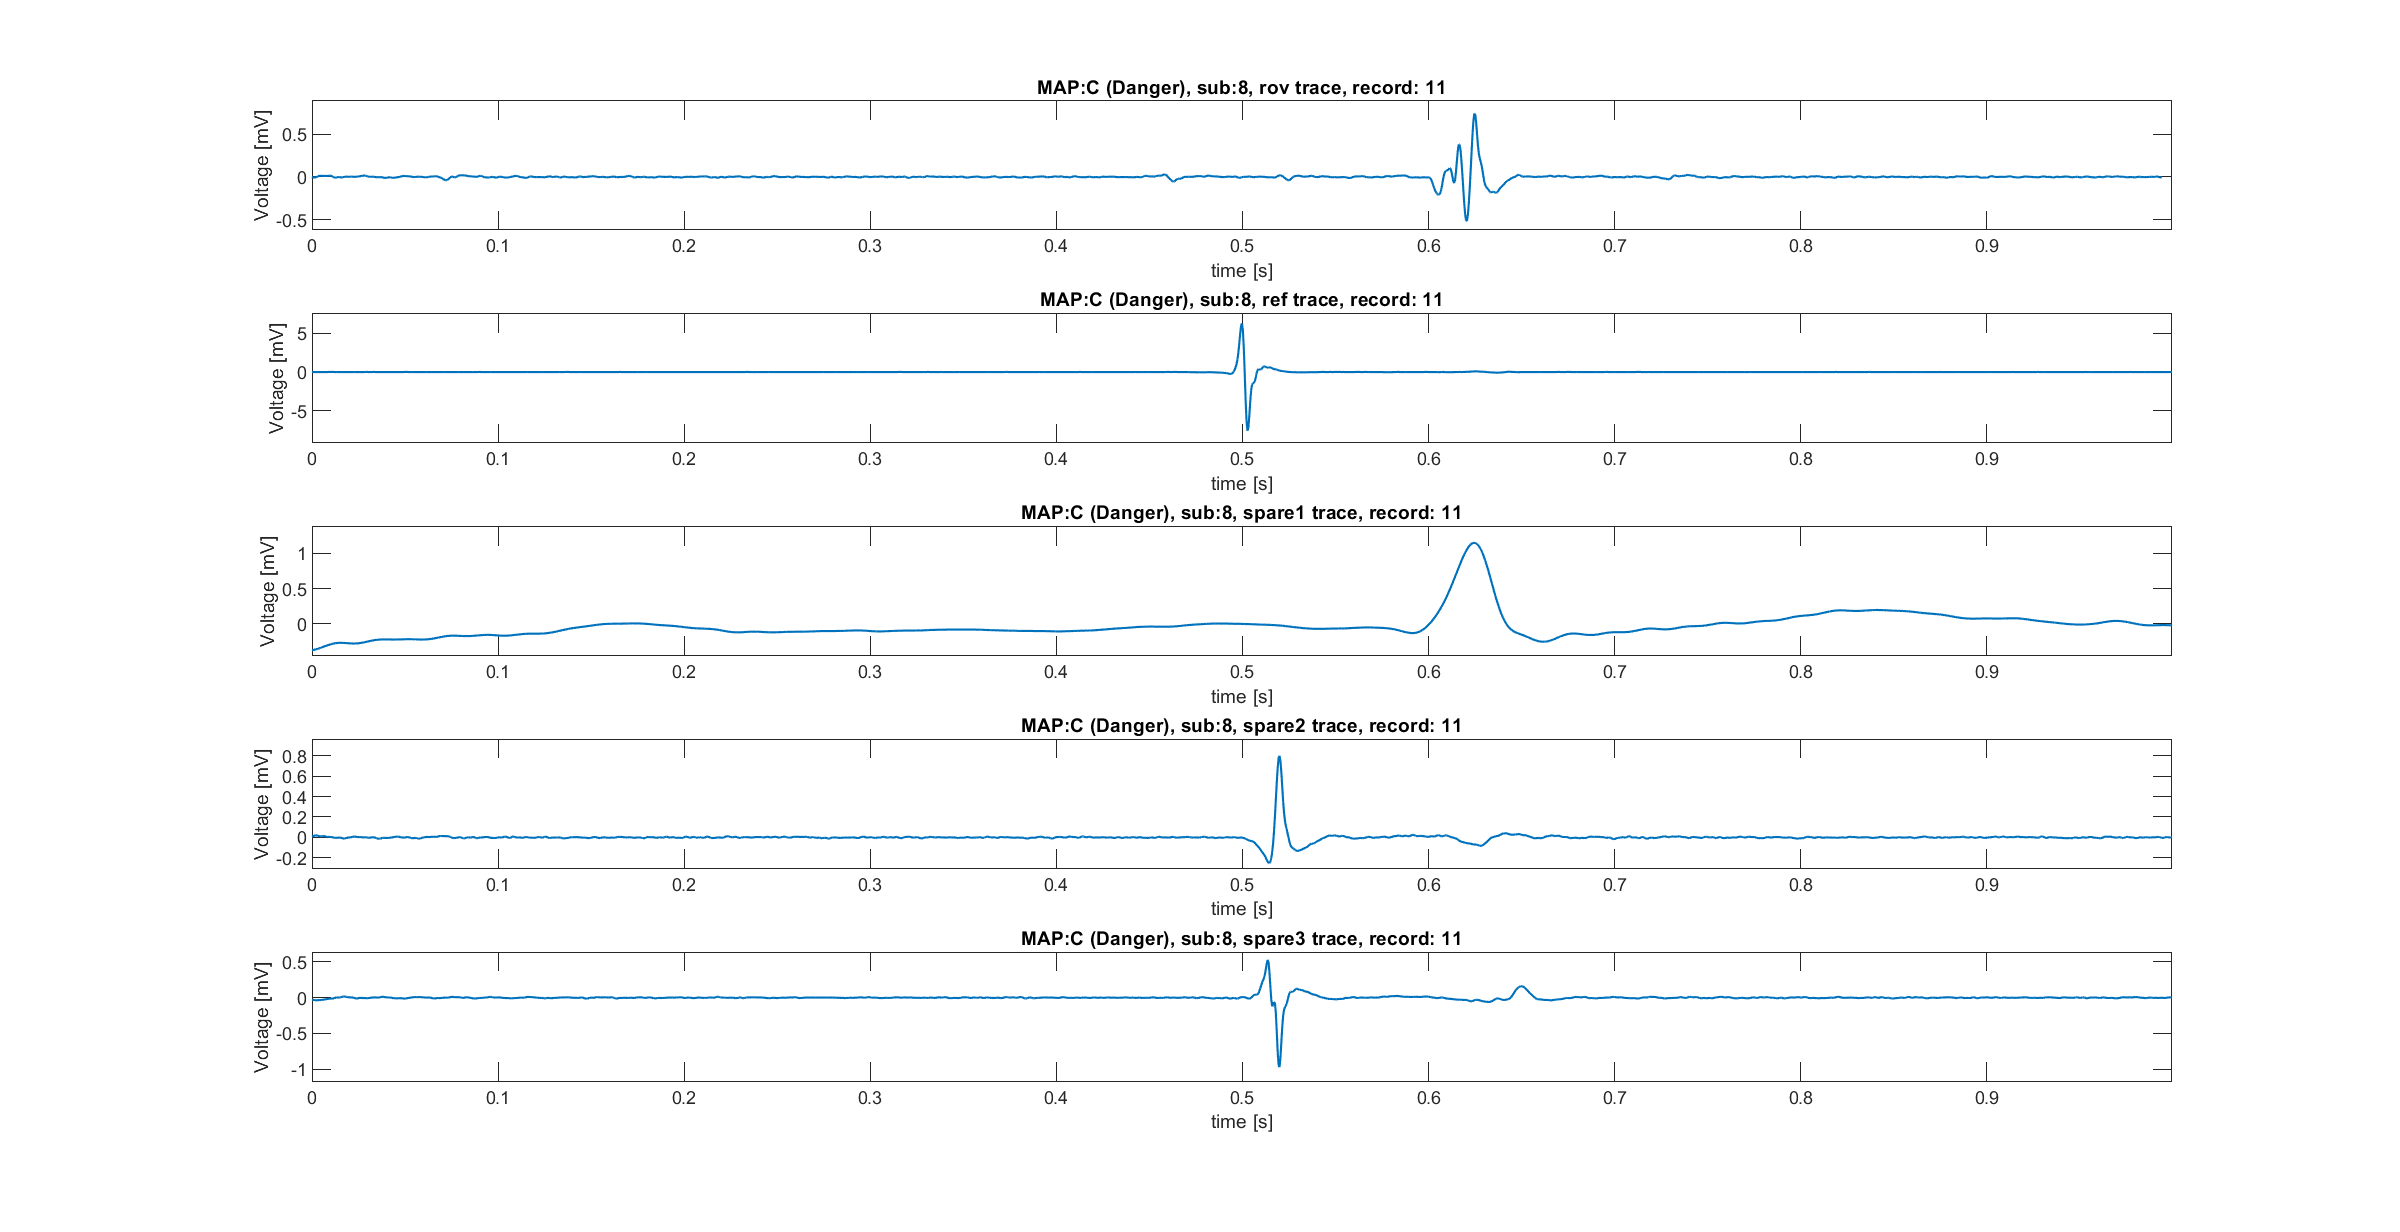 MAP:C (Danger), sub:8, rov trace, record: 11
Voltage [mV]
0.5
0
-0.5
0 0.1 0.2 0.3 0.4 0.5 0.6 0.7 0.8 0.9
time [s]
MAP:C (Danger), sub:8, ref trace, record: 11
Voltage [mV]
5
0
-5
0 0.1 0.2 0.3 0.4 0.5 0.6 0.7 0.8 0.9
time [s]
MAP:C (Danger), sub:8, spare1 trace, record: 11
Voltage [mV]
1
0.5
0
0 0.1 0.2 0.3 0.4 0.5 0.6 0.7 0.8 0.9
time [s]
MAP:C (Danger), sub:8, spare2 trace, record: 11
Voltage [mV]
0.8
0.6
0.4
0.2
0
-0.2
0 0.1 0.2 0.3 0.4 0.5 0.6 0.7 0.8 0.9
time [s]
MAP:C (Danger), sub:8, spare3 trace, record: 11
Voltage [mV]
0.5
0
-0.5
-1
0 0.1 0.2 0.3 0.4 0.5 0.6 0.7 0.8 0.9
time [s]